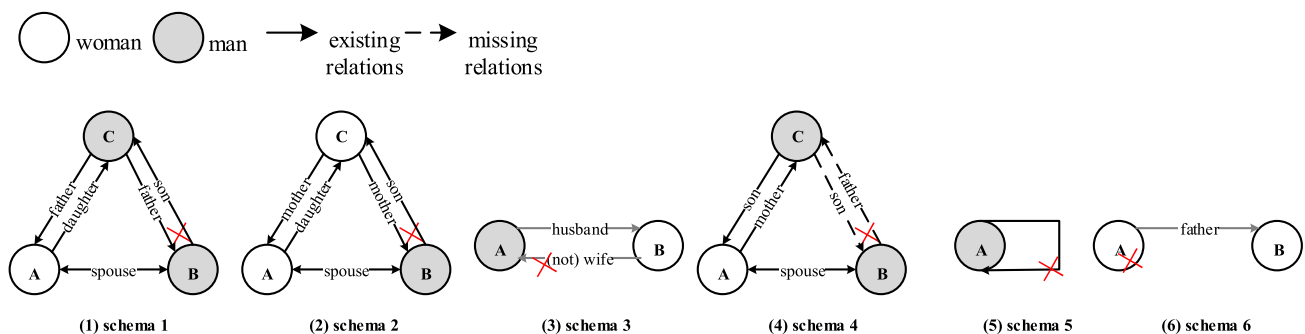 woman man existing missing
relations relations
C C C
father daughter father son mother daughter mother son son mother son father
husband
A B A B
(not) wife
A spouse B A spouse B A spouse B A A father B
(1) schema 1 (2) schema 2 (3) schema 3 (4) schema 4 (5) schema 5 (6) schema 6